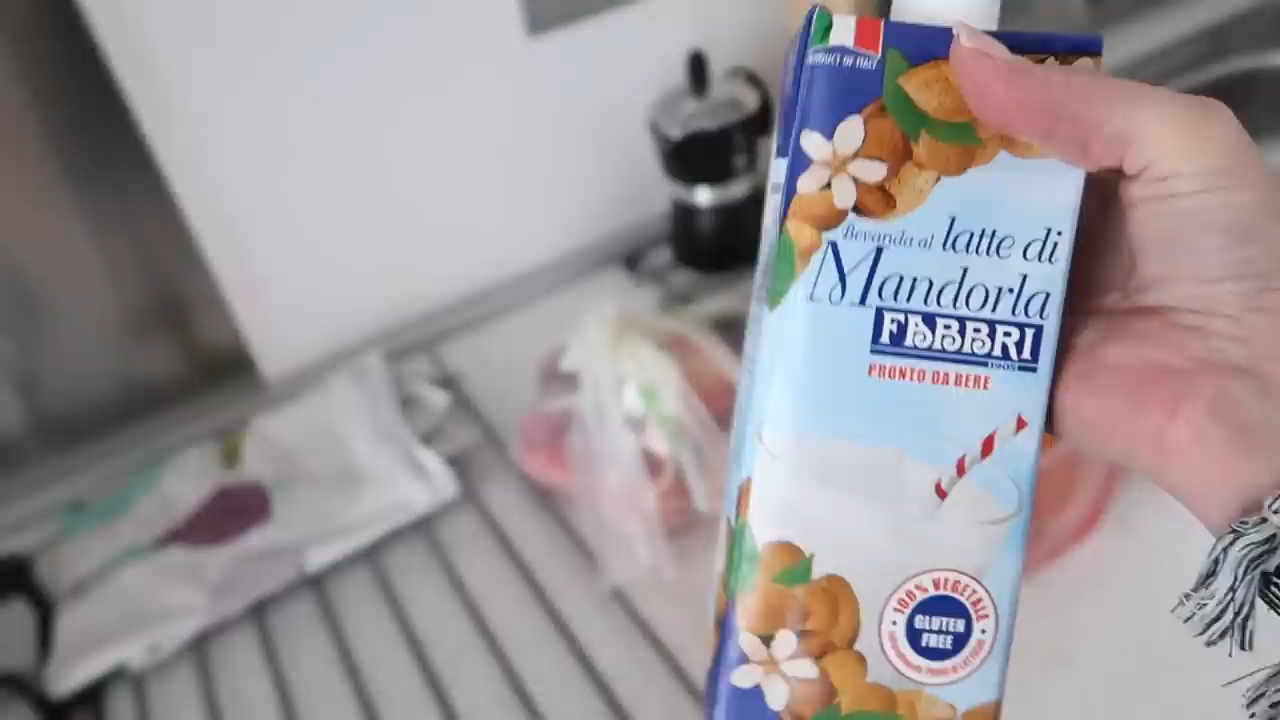 PRODUCT OF ITALY
Bevanda al latte di
Mandorla
FABBRI
1905
PRONTO DA BERE
100% VEGETALE
GLUTEN
FREE